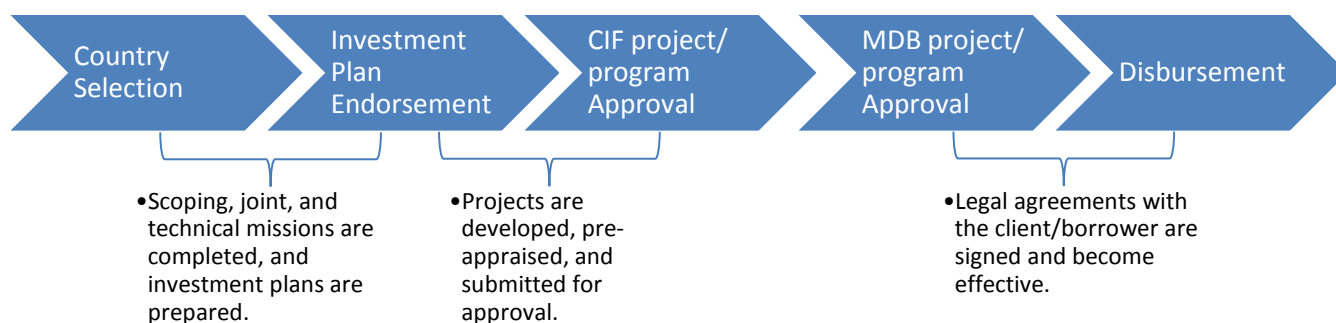 Country
Selection
Investment
Plan
Endorsement
CIF project/
program
Approval
MDB project/
program
Approval
Disbursement
•Scoping, joint, and
technical missions are
completed, and
investment plans are
prepared.
•Projects are
developed, pre-
appraised, and
submitted for
approval.
•Legal agreements with
the client/borrower are
signed and become
effective.